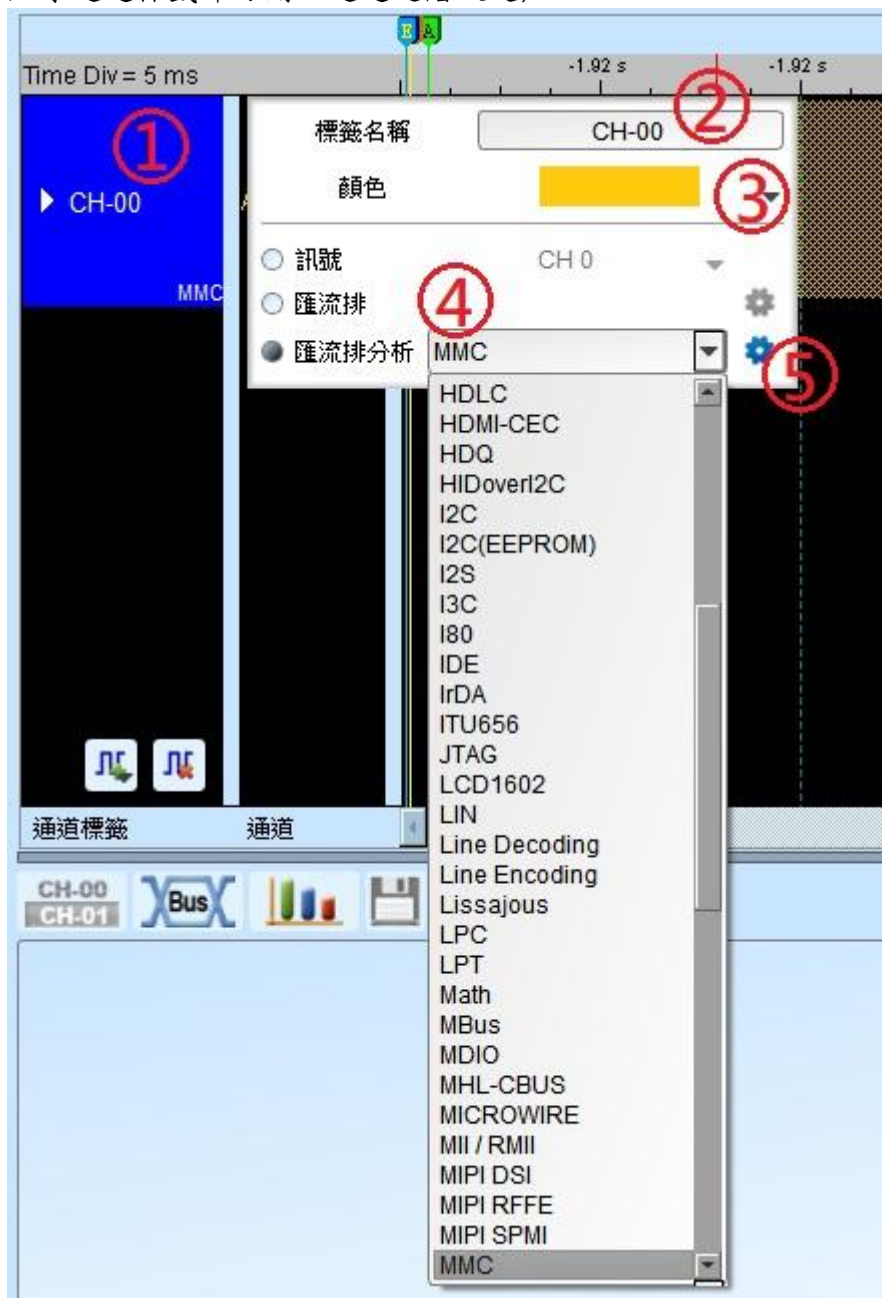 E A
Time Div = 5 ms -1.92 s -1.92 s
① ② ③ ④ ⑤
標籤名稱 CH-00
顏色
CH-00
訊號 CH 0
MMC
匯流排
匯流排分析 MMC
HDLC
HDMI-CEC
HDQ
HIDoverI2C
I2C
I2C(EEPROM)
I2S
I3C
I80
IDE
IrDA
ITU656
JTAG
LCD1602
LIN
Line Decoding
Line Encoding
Lissajous
LPC
LPT
Math
MBus
MDIO
MHL-CBUS
MICROWIRE
MII / RMII
MIPI DSI
MIPI RFFE
MIPI SPMI
MMC
通道標籤 通道
CH-00
CH-01
Bus